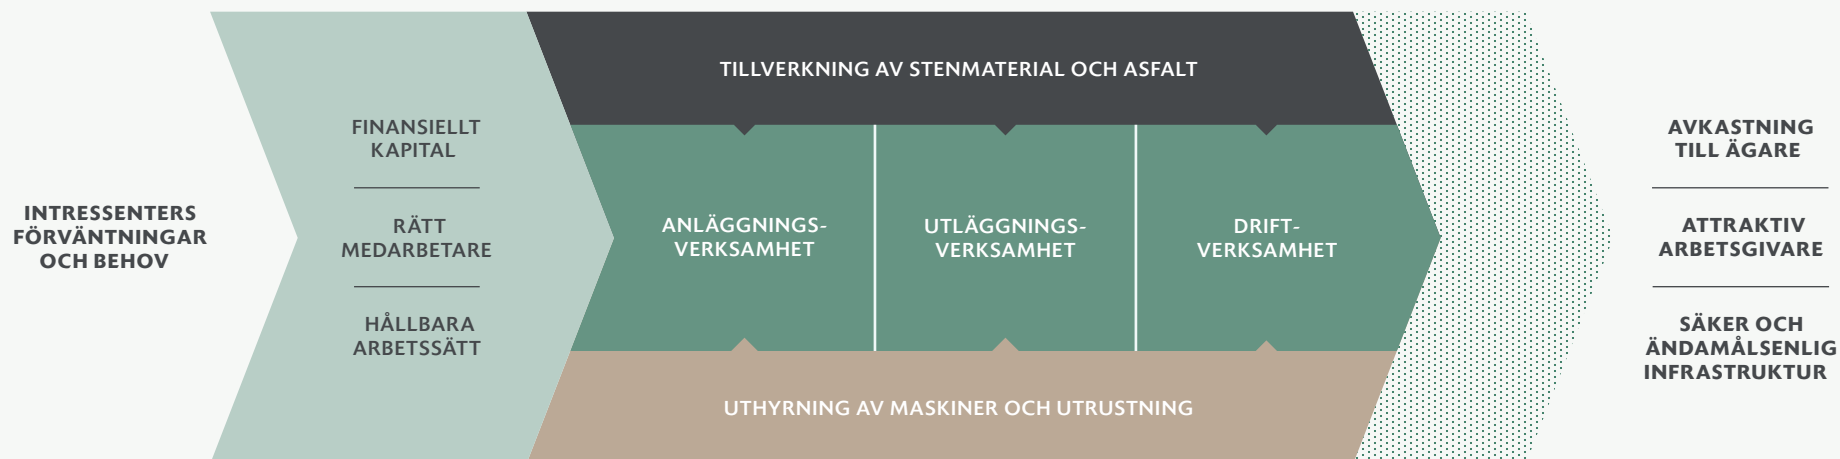 INTRESSENTERS
FÖRVÄNTNINGAR
OCH BEHOV
FINANSIELLT
KAPITAL
RÄTT
MEDARBETARE
HÅLLBARA
ARBETSSÄTT
TILLVERKNING AV STENMATERIAL OCH ASFALT
ANLÄGGNINGS-
VERKSAMHET
UTLÄGGNINGS-
VERKSAMHET
DRIFT-
VERKSAMHET
UTHYRNING AV MASKINER OCH UTRUSTNING
AVKASTNING
TILL ÄGARE
ATTRAKTIV
ARBETSGIVARE
SÄKER OCH
ÄNDAMÅLSENLIG
INFRASTRUKTUR